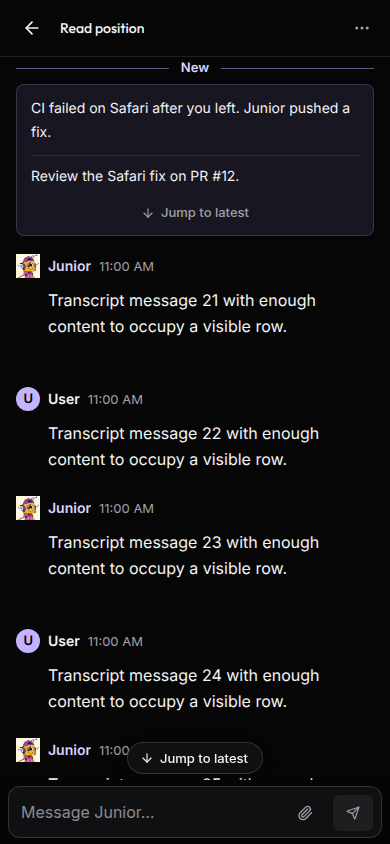 Read position
New
CI failed on Safari after you left. Junior pushed a
fix.
Review the Safari fix on PR #12.
Jump to latest
Junior 11:00 AM
Transcript message 21 with enough
content to occupy a visible row.
U User 11:00 AM
Transcript message 22 with enough
content to occupy a visible row.
Junior 11:00 AM
Transcript message 23 with enough
content to occupy a visible row.
U User 11:00 AM
Transcript message 24 with enough
content to occupy a visible row.
Junior 11:00
Jump to latest
Message Junior...